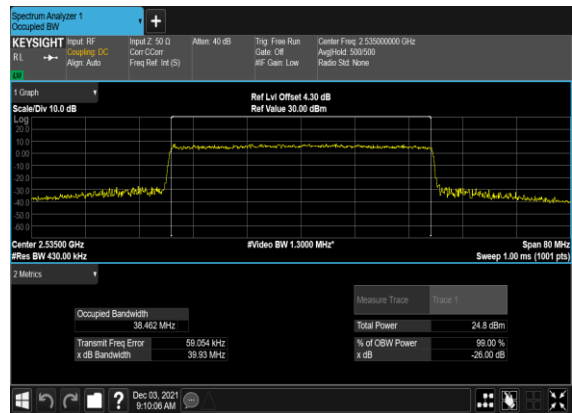 Spectrum Analyzer 1
Occupied BW
KEYSIGHT Input: RF Input Z: 50 Ω Atten: 40 dB Trig: Free Run Center Freq: 2.535000000 GHz
R L Coupling: DC Corr CCorr Gate: Off Avg|Hold: 500/500
Align: Auto Freq Ref: Int (S) #IF Gain: Low Radio Std: None
LXI
1 Graph Ref Lvl Offset 4.30 dB
Scale/Div 10.0 dB Ref Value 30.00 dBm
Log
20.0
10.0
0.00
-10.0
-20.0
-30.0
-40.0
-50.0
-60.0
Center 2.53500 GHz #Video BW 1.3000 MHz* Span 80 MHz
#Res BW 430.00 kHz Sweep 1.00 ms (1001 pts)
2 Metrics
Measure Trace Trace 1
Occupied Bandwidth
38.462 MHz Total Power 24.8 dBm
Transmit Freq Error 59.054 kHz % of OBW Power 99.00 %
x dB Bandwidth 39.93 MHz x dB -26.00 dB
Dec 03, 2021
9:10:06 AM